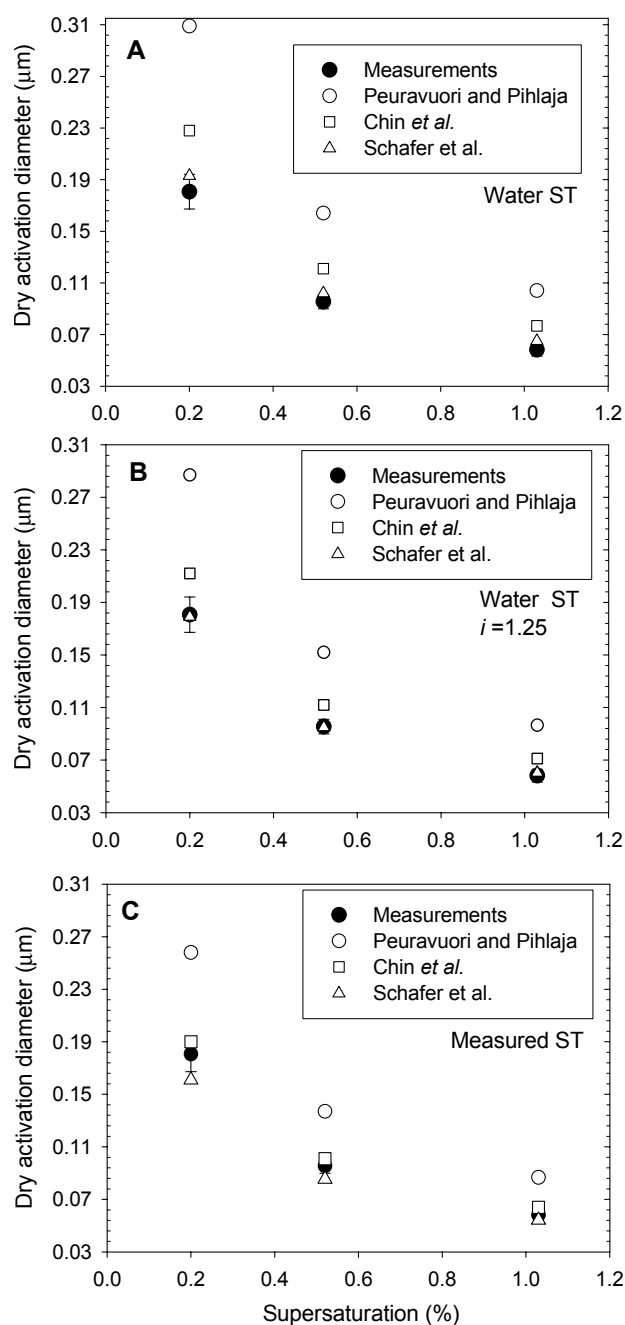 A
Measurements
Peuravuori and Pihlaja
Chin et al.
Schafer et al.
Water ST
Dry activation diameter (μm)
0.31
0.27
0.23
0.19
0.15
0.11
0.07
0.03
0.0 0.2 0.4 0.6 0.8 1.0 1.2
B
Measurements
Peuravuori and Pihlaja
Chin et al.
Schafer et al.
Water ST
i =1.25
Dry activation diameter (μm)
0.31
0.27
0.23
0.19
0.15
0.11
0.07
0.03
0.0 0.2 0.4 0.6 0.8 1.0 1.2
C
Measurements
Peuravuori and Pihlaja
Chin et al.
Schafer et al.
Measured ST
Dry activation diameter (μm)
0.31
0.27
0.23
0.19
0.15
0.11
0.07
0.03
0.0 0.2 0.4 0.6 0.8 1.0 1.2
Supersaturation (%)